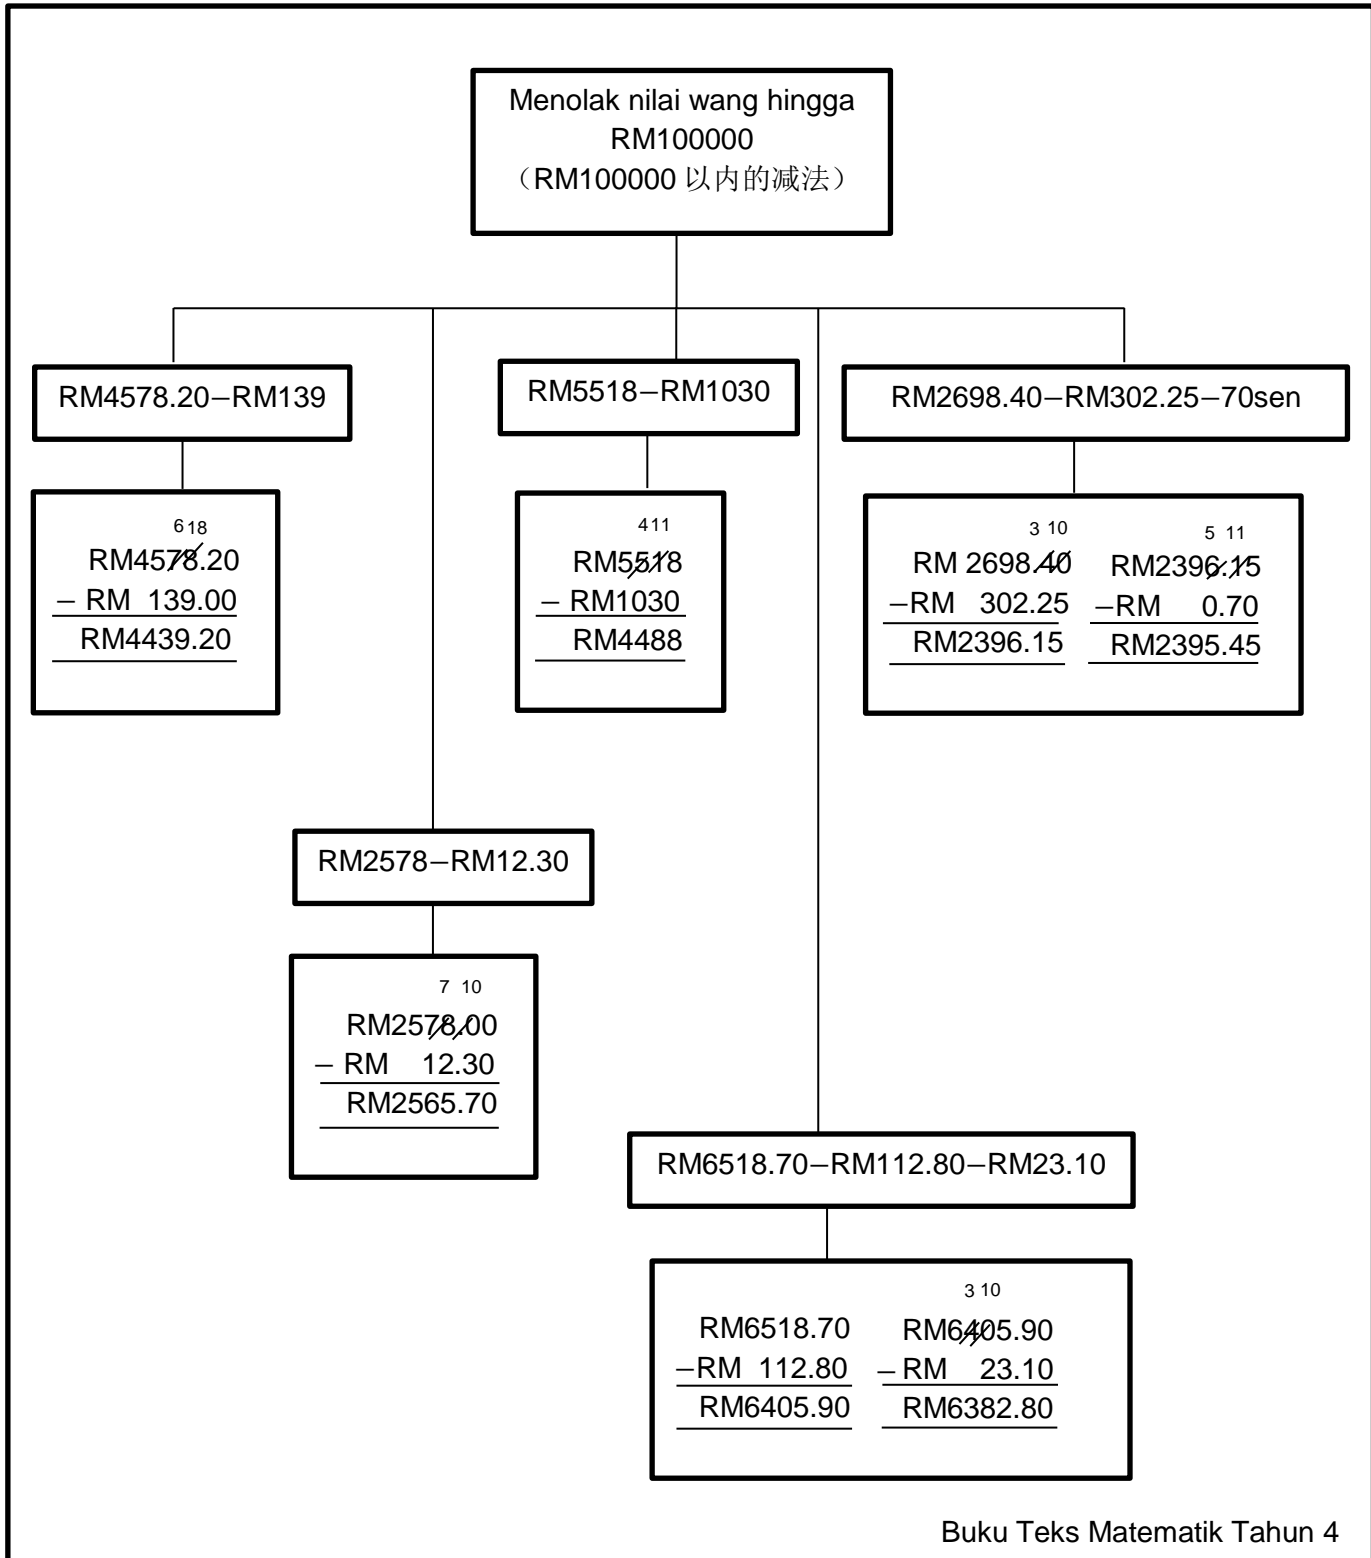 Menolak nilai wang hingga
RM100000
（RM100000 以内的减法）
RM4578.20–RM139
RM5518–RM1030
RM2698.40–RM302.25–70sen
6 18
RM4578.20
– RM 139.00
RM4439.20
4 11
RM5518
– RM1030
RM4488
3 10
RM 2698.40
–RM 302.25
RM2396.15
5 11
RM2396.15
–RM 0.70
RM2395.45
RM2578–RM12.30
7 10
RM2578.00
– RM 12.30
RM2565.70
RM6518.70–RM112.80–RM23.10
RM6518.70
–RM 112.80
RM6405.90
3 10
RM6405.90
– RM 23.10
RM6382.80
Buku Teks Matematik Tahun 4